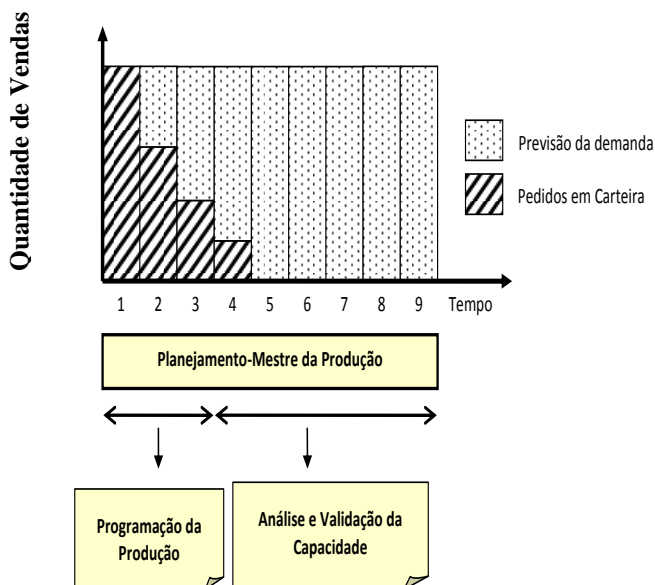 Quantidade de Vendas
Previsão da demanda
Pedidos em Carteira
1 2 3 4 5 6 7 8 9 Tempo
Planejamento-Mestre da Produção
Programação da
Produção
Análise e Validação da
Capacidade